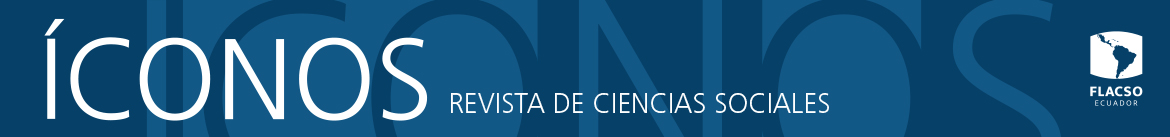 ÍCONOS
REVISTA DE CIENCIAS SOCIALES
FLACSO
ECUADOR